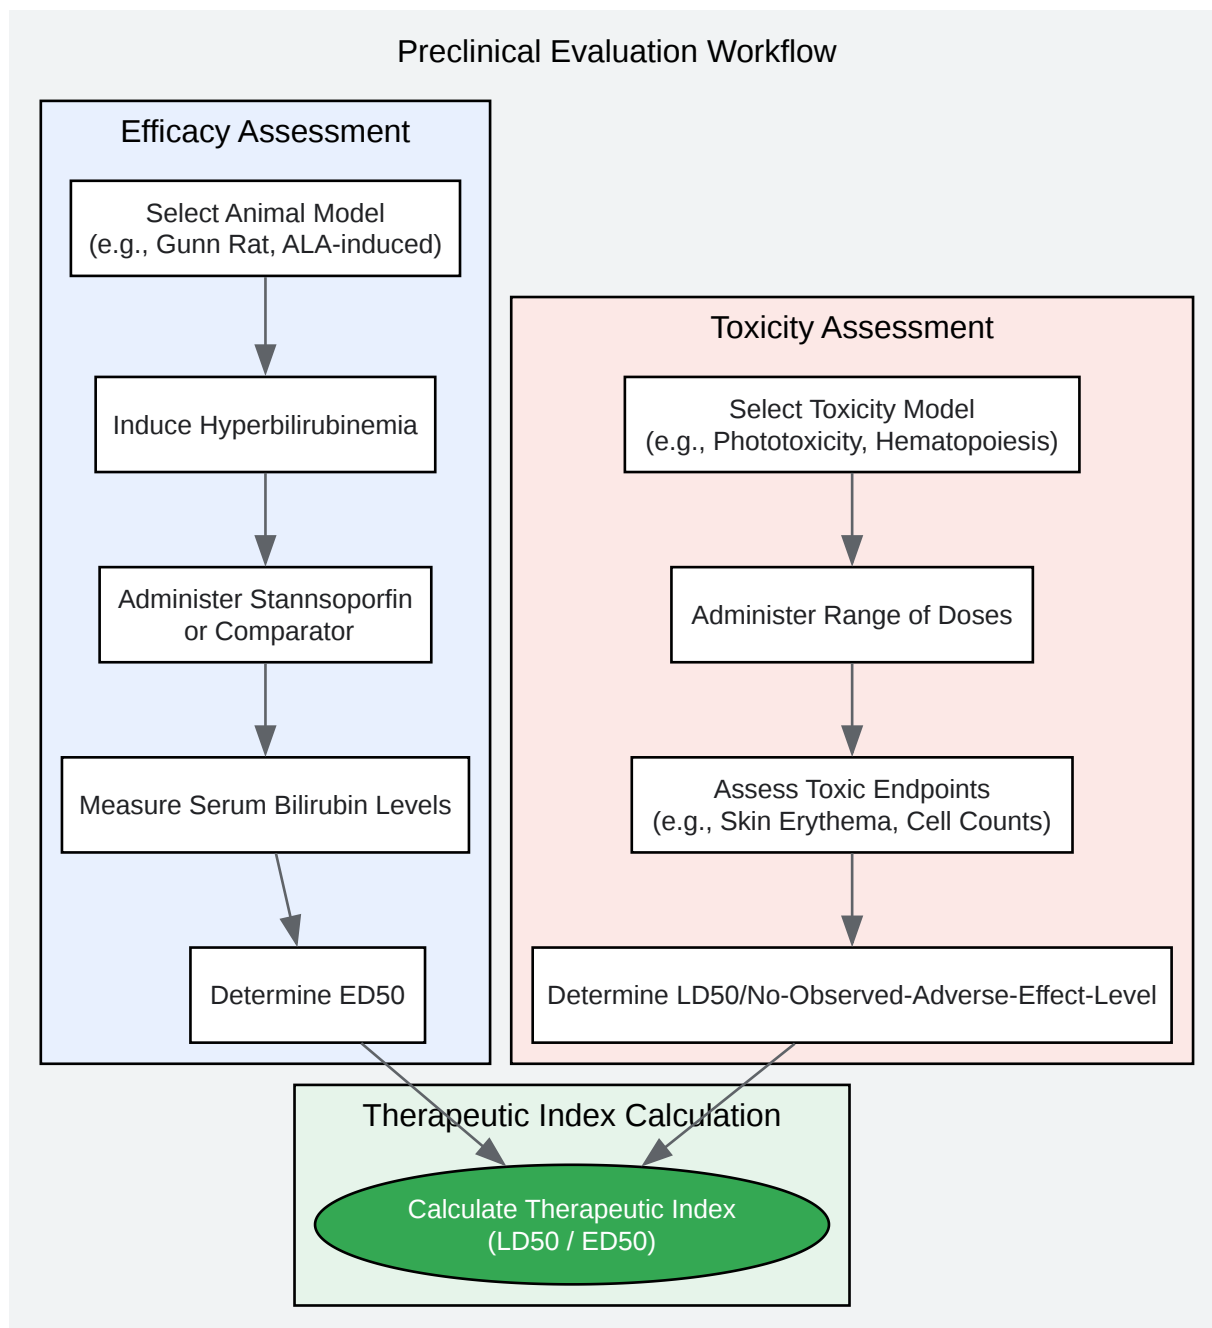 Preclinical Evaluation Workflow
Efficacy Assessment
Select Animal Model
(e.g., Gunn Rat, ALA-induced)
Induce Hyperbilirubinemia
Administer Stannsoporfin
or Comparator
Measure Serum Bilirubin Levels
Determine ED50
Toxicity Assessment
Select Toxicity Model
(e.g., Phototoxicity, Hematopoiesis)
Administer Range of Doses
Assess Toxic Endpoints
(e.g., Skin Erythema, Cell Counts)
Determine LD50/No-Observed-Adverse-Effect-Level
Therapeutic Index Calculation
Calculate Therapeutic Index
(LD50 / ED50)